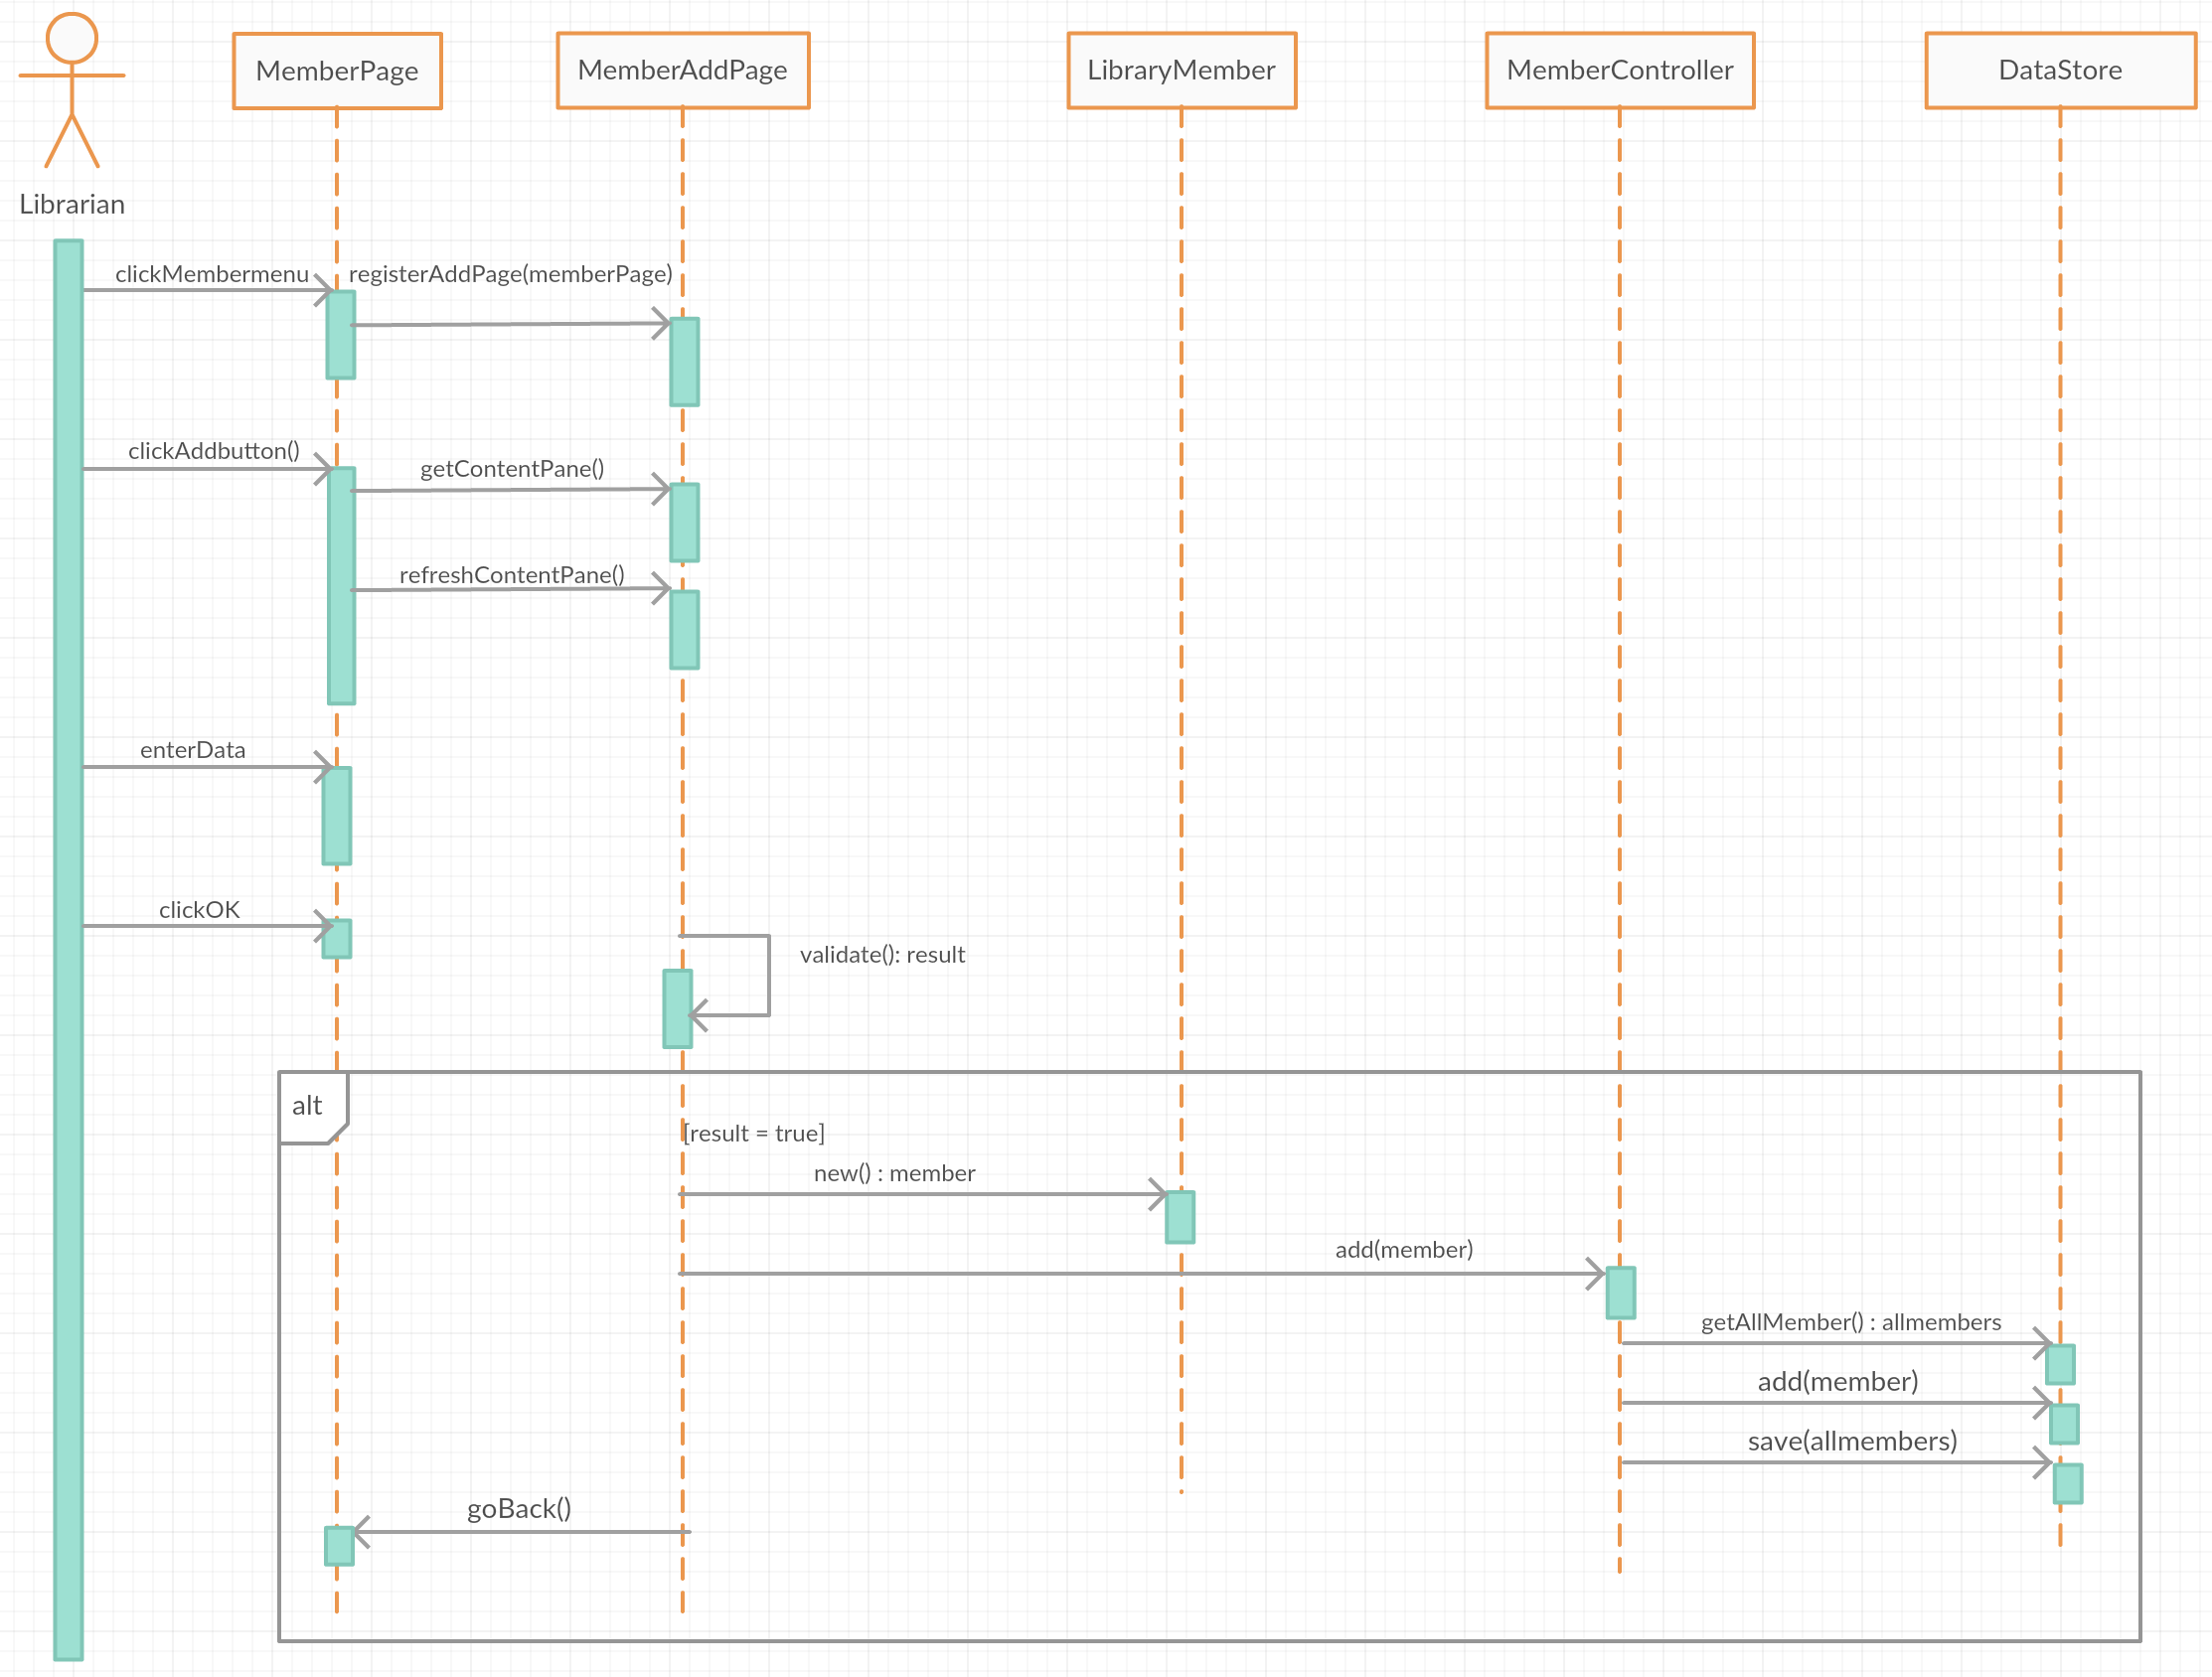 MemberPage
MemberAddPage
LibraryMember
MemberController
DataStore
Librarian
clickMembermenu
registerAddPage(memberPage)
clickAddbutton()
getContentPane()
refreshContentPane()
enterData
clickOK
validate(): result
alt
[result = true]
new() : member
add(member)
getAllMember() : allmembers
add(member)
save(allmembers)
goBack()